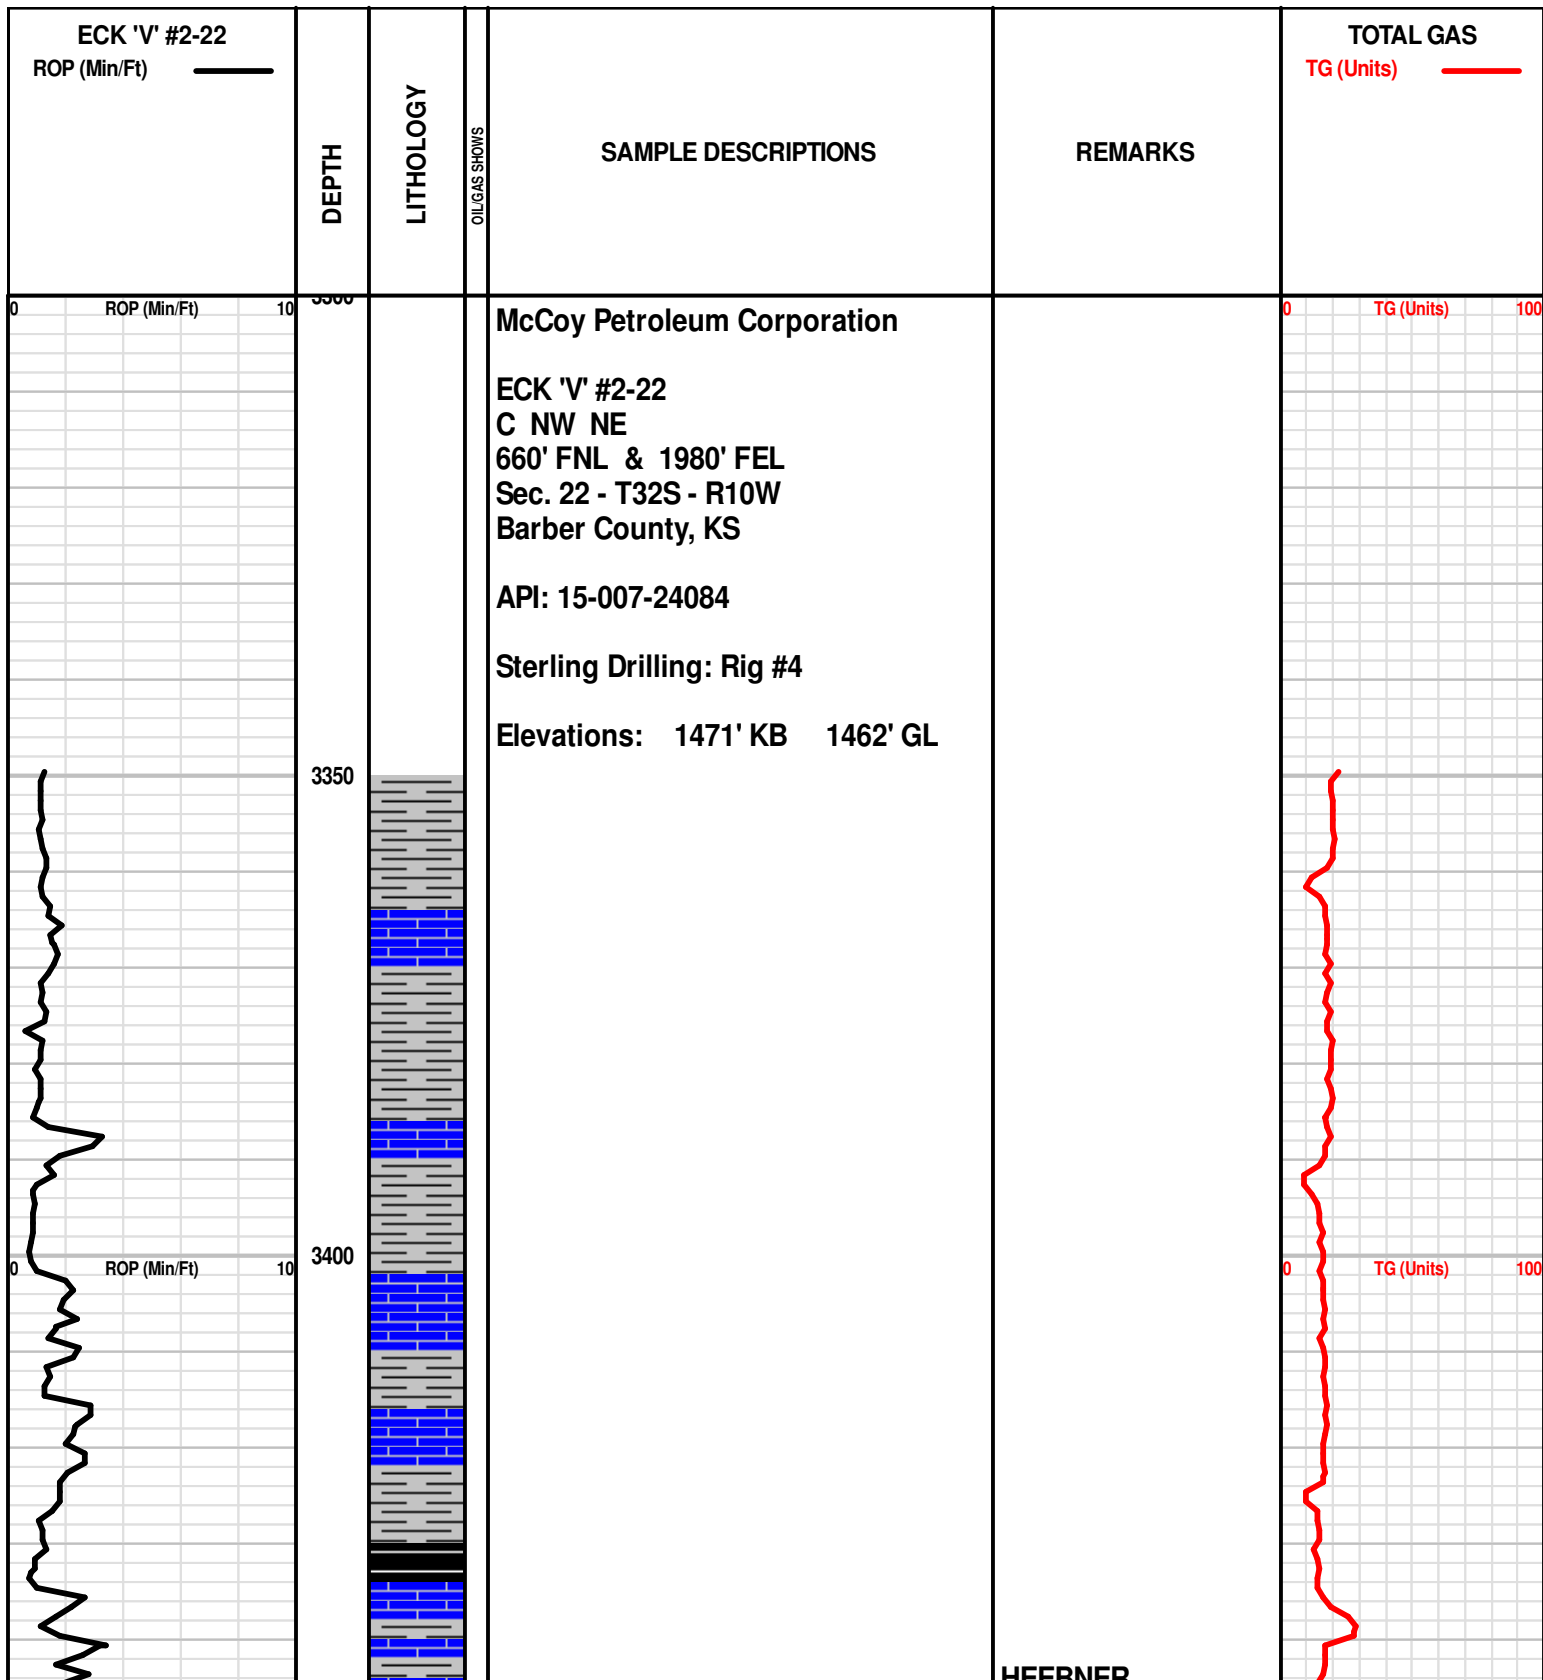 ECK 'V' #2-22
ROP (Min/Ft)
DEPTH
LITHOLOGY
OIL/GAS SHOWS
SAMPLE DESCRIPTIONS
REMARKS
TOTAL GAS
TG (Units)
0 ROP (Min/Ft) 10
0 TG (Units) 100
McCoy Petroleum Corporation
ECK 'V' #2-22
C NW NE
660' FNL & 1980' FEL
Sec. 22 - T32S - R10W
Barber County, KS
API: 15-007-24084
Sterling Drilling: Rig #4
Elevations: 1471' KB 1462' GL
3350
3400
0 ROP (Min/Ft) 10
0 TG (Units) 100
HEEBNER